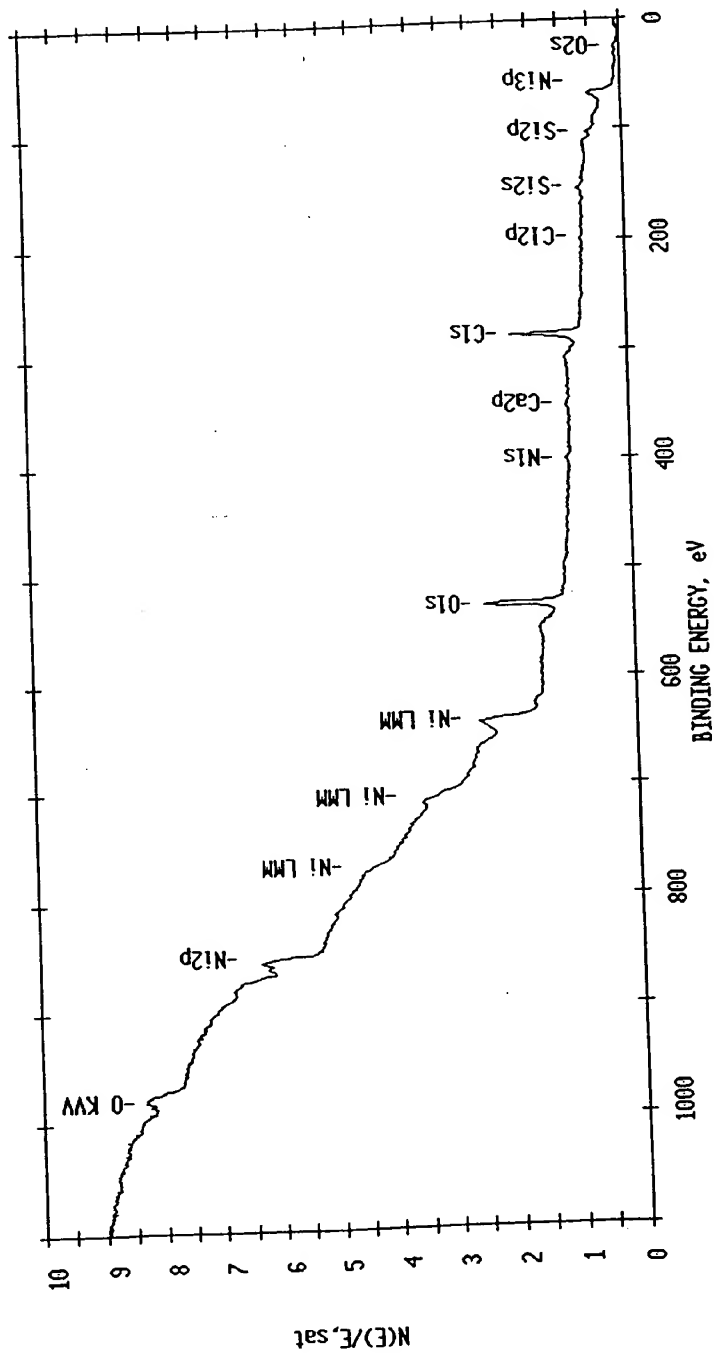 N(E)/E,sat
10
9
8
7
6
5
4
3
2
1
0
-O KVV
-Ni2p
-Ni LMM
-Ni LMM
-Ni LMM
-O1s
-N1s
-Ca2p
-C1s
-Cl2p
-Si2s
-Si2p
-Ni3p
-O2s
1000
800
600
400
200
0
BINDING ENERGY, eV